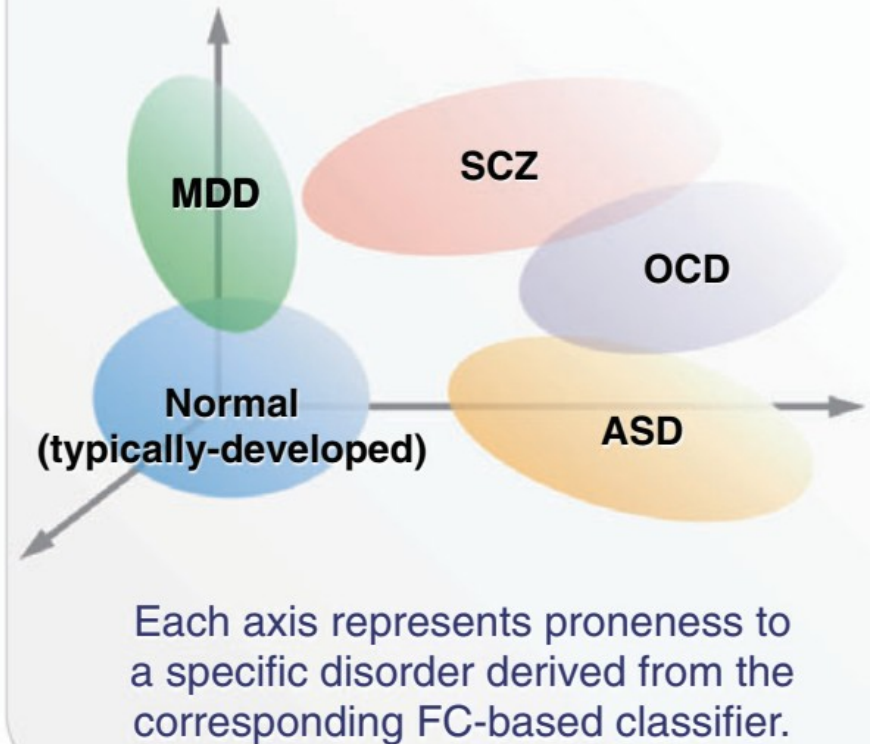 MDD
SCZ
OCD
Normal
(typically-developed)
ASD
Each axis represents proneness to
a specific disorder derived from the
corresponding FC-based classifier.